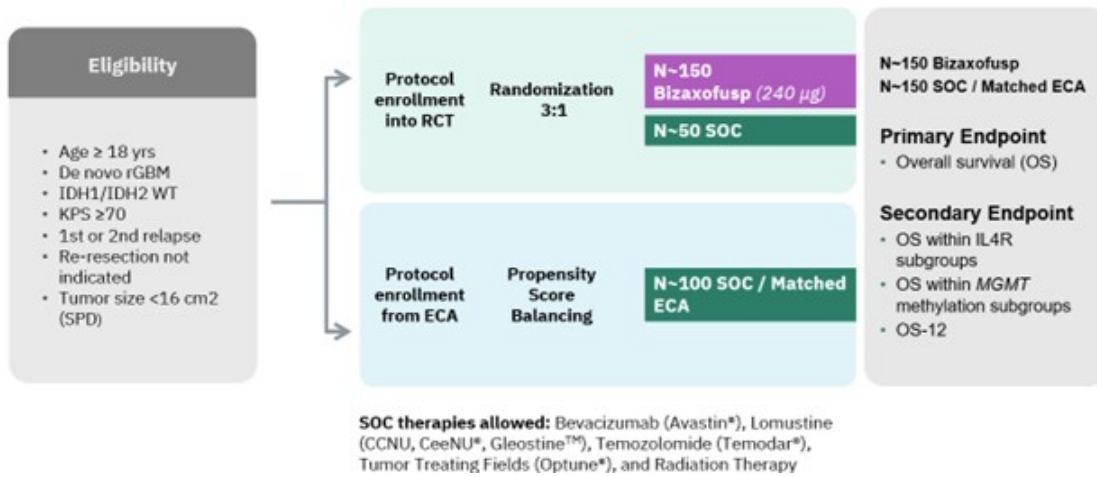 Eligibility
• Age ≥ 18 yrs
• De novo rGBM
• IDH1/IDH2 WT
• KPS ≥70
• 1st or 2nd relapse
• Re-resection not
indicated
• Tumor size <16 cm2
(SPD)
Protocol
enrollment
into RCT
Randomization
3:1
N~150
Bizaxofusp (240 µg)
N~50 SOC
Protocol
enrollment
from ECA
Propensity
Score
Balancing
N~100 SOC / Matched
ECA
N~150 Bizaxofusp
N~150 SOC / Matched ECA
Primary Endpoint
• Overall survival (OS)
Secondary Endpoint
• OS within IL4R
subgroups
• OS within MGMT
methylation subgroups
• OS-12
SOC therapies allowed: Bevacizumab (Avastin®), Lomustine
(CCNU, CeeNU®, Gleostine™), Temozolomide (Temodar®),
Tumor Treating Fields (Optune®), and Radiation Therapy